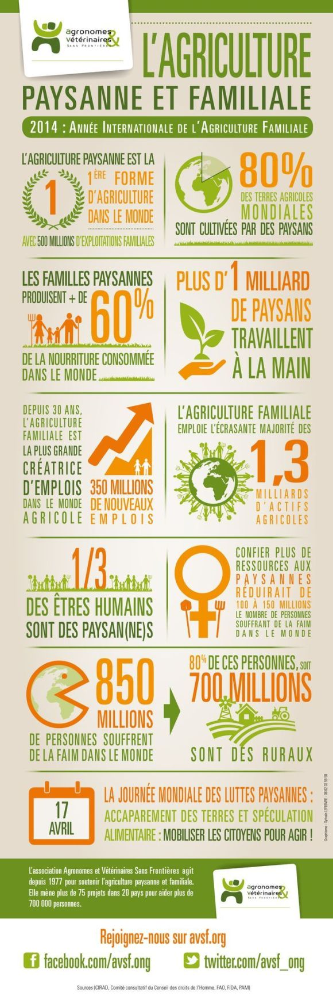 agronomes
& vétérinaires
SANS FRONTIÈRES
L'AGRICULTURE
PAYSANNE ET FAMILIALE
2014 : ANNÉE INTERNATIONALE DE L'AGRICULTURE FAMILIALE
L'AGRICULTURE PAYSANNE EST LA
1
1ÈRE FORME
D'AGRICULTURE
DANS LE MONDE
AVEC 500 MILLIONS D'EXPLOITATIONS FAMILIALES
80%
DES TERRES AGRICOLES
MONDIALES
SONT CULTIVÉES PAR DES PAYSANS
LES FAMILLES PAYSANNES
PRODUISENT + DE
60%
DE LA NOURRITURE CONSOMMÉE
DANS LE MONDE
PLUS D'1 MILLIARD
DE PAYSANS
TRAVAILLENT
À LA MAIN
DEPUIS 30 ANS,
L'AGRICULTURE
FAMILIALE EST
LA PLUS GRANDE
CRÉATRICE
D'EMPLOIS
DANS LE MONDE
AGRICOLE
350 MILLIONS
DE NOUVEAUX
EMPLOIS
L'AGRICULTURE FAMILIALE
EMPLOIE L'ÉCRASANTE MAJORITÉ DES
1,3
MILLIARDS
D'ACTIFS
AGRICOLES
1/3
DES ÊTRES HUMAINS
SONT DES PAYSAN(NE)S
CONFIER PLUS DE
RESSOURCES AUX
PAYSANNES
RÉDUIRAIT DE
100 À 150 MILLIONS
LE NOMBRE DE PERSONNES
SOUFFRANT DE LA FAIM
DANS LE MONDE
850
MILLIONS
DE PERSONNES SOUFFRENT
DE LA FAIM DANS LE MONDE
80% DE CES PERSONNES, SOIT
700 MILLIONS
SONT DES RURAUX
17
AVRIL
LA JOURNÉE MONDIALE DES LUTTES PAYSANNES :
ACCAPAREMENT DES TERRES ET SPÉCULATION
ALIMENTAIRE : MOBILISER LES CITOYENS POUR AGIR !
Graphisme - Sylvain LEFEBVRE - 06 62 32 58 59
L'association Agronomes et Vétérinaires Sans Frontières agit
depuis 1977 pour soutenir l'agriculture paysanne et familiale.
Elle mène plus de 75 projets dans 20 pays pour aider plus de
700 000 personnes.
agronomes
& vétérinaires
SANS FRONTIÈRES
Rejoignez-nous sur avsf.org
facebook.com/avsf.ong
twitter.com/avsf_ong
Sources (CIRAD, Comité consultatif du Conseil des droits de l'Homme, FAO, FIDA, PAM)